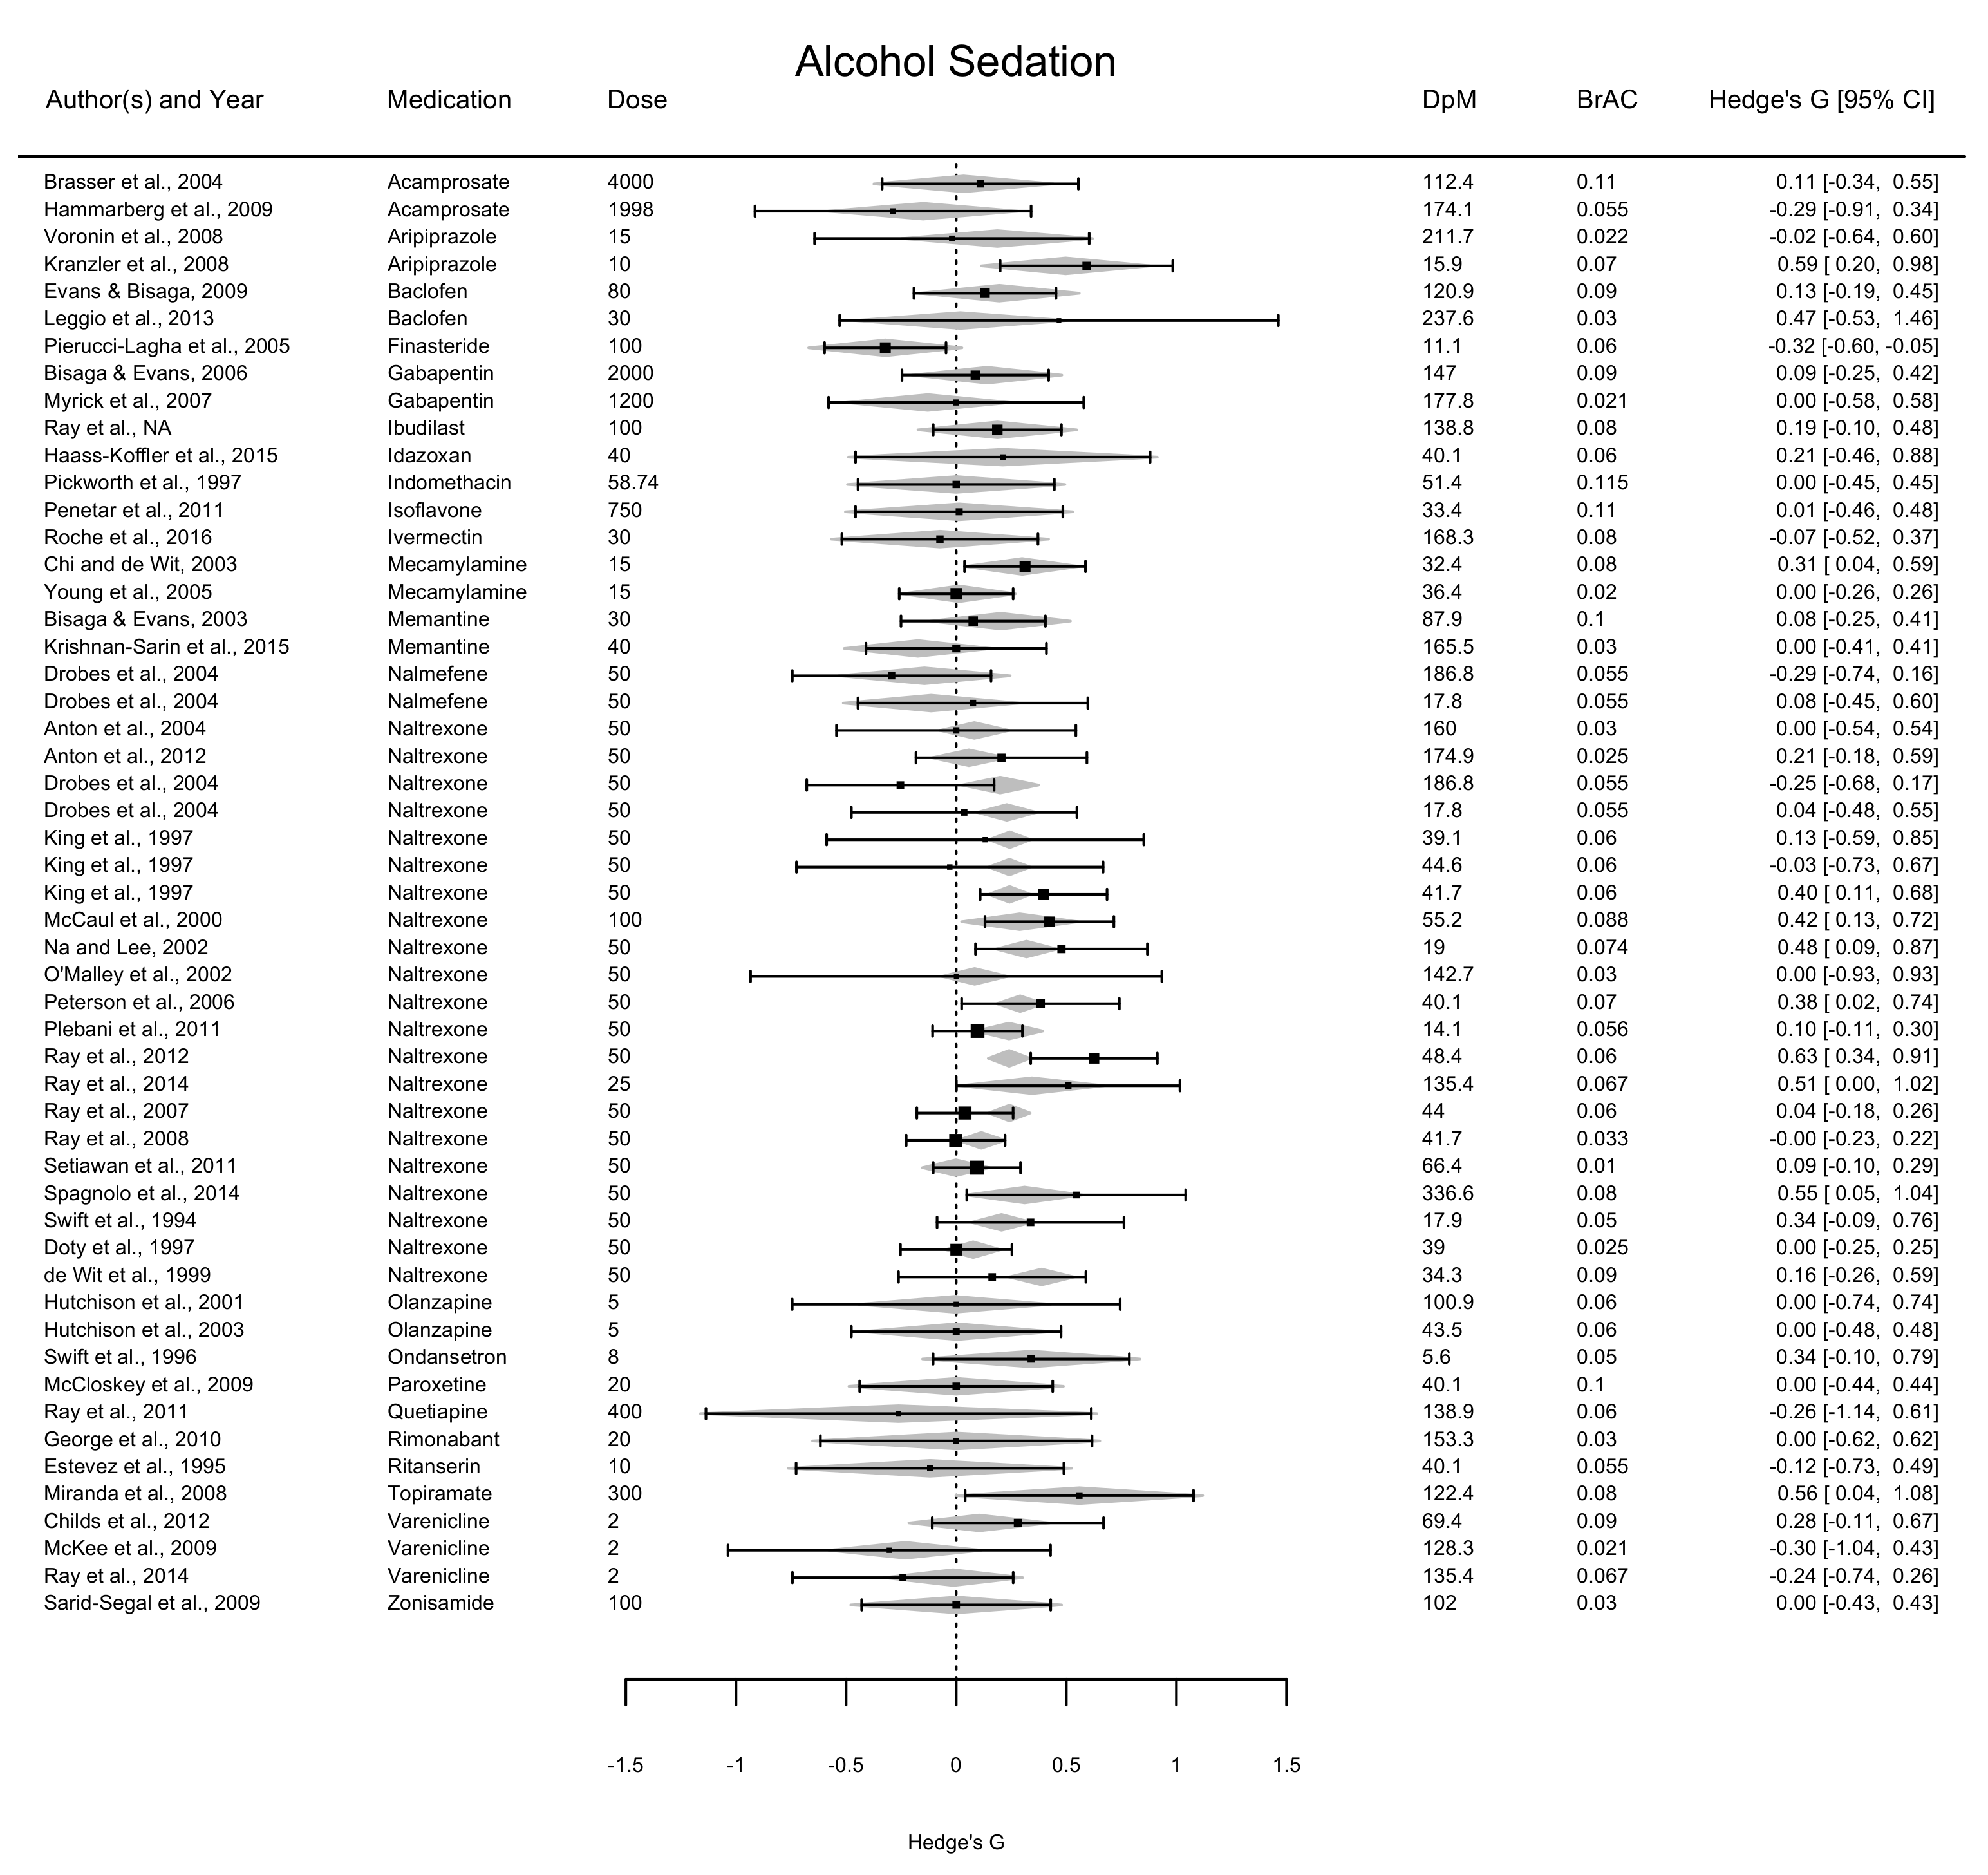 Alcohol Sedation
Author(s) and Year Medication Dose DpM BrAC Hedge's G [95% CI]
Brasser et al., 2004 Acamprosate 4000 112.4 0.11 0.11 [-0.34, 0.55]
Hammarberg et al., 2009 Acamprosate 1998 174.1 0.055 -0.29 [-0.91, 0.34]
Voronin et al., 2008 Aripiprazole 15 211.7 0.022 -0.02 [-0.64, 0.60]
Kranzler et al., 2008 Aripiprazole 10 15.9 0.07 0.59 [ 0.20, 0.98]
Evans & Bisaga, 2009 Baclofen 80 120.9 0.09 0.13 [-0.19, 0.45]
Leggio et al., 2013 Baclofen 30 237.6 0.03 0.47 [-0.53, 1.46]
Pierucci-Lagha et al., 2005 Finasteride 100 11.1 0.06 -0.32 [-0.60, -0.05]
Bisaga & Evans, 2006 Gabapentin 2000 147 0.09 0.09 [-0.25, 0.42]
Myrick et al., 2007 Gabapentin 1200 177.8 0.021 0.00 [-0.58, 0.58]
Ray et al., NA Ibudilast 100 138.8 0.08 0.19 [-0.10, 0.48]
Haass-Koffler et al., 2015 Idazoxan 40 40.1 0.06 0.21 [-0.46, 0.88]
Pickworth et al., 1997 Indomethacin 58.74 51.4 0.115 0.00 [-0.45, 0.45]
Penetar et al., 2011 Isoflavone 750 33.4 0.11 0.01 [-0.46, 0.48]
Roche et al., 2016 Ivermectin 30 168.3 0.08 -0.07 [-0.52, 0.37]
Chi and de Wit, 2003 Mecamylamine 15 32.4 0.08 0.31 [ 0.04, 0.59]
Young et al., 2005 Mecamylamine 15 36.4 0.02 0.00 [-0.26, 0.26]
Bisaga & Evans, 2003 Memantine 30 87.9 0.1 0.08 [-0.25, 0.41]
Krishnan-Sarin et al., 2015 Memantine 40 165.5 0.03 0.00 [-0.41, 0.41]
Drobes et al., 2004 Nalmefene 50 186.8 0.055 -0.29 [-0.74, 0.16]
Drobes et al., 2004 Nalmefene 50 17.8 0.055 0.08 [-0.45, 0.60]
Anton et al., 2004 Naltrexone 50 160 0.03 0.00 [-0.54, 0.54]
Anton et al., 2012 Naltrexone 50 174.9 0.025 0.21 [-0.18, 0.59]
Drobes et al., 2004 Naltrexone 50 186.8 0.055 -0.25 [-0.68, 0.17]
Drobes et al., 2004 Naltrexone 50 17.8 0.055 0.04 [-0.48, 0.55]
King et al., 1997 Naltrexone 50 39.1 0.06 0.13 [-0.59, 0.85]
King et al., 1997 Naltrexone 50 44.6 0.06 -0.03 [-0.73, 0.67]
King et al., 1997 Naltrexone 50 41.7 0.06 0.40 [ 0.11, 0.68]
McCaul et al., 2000 Naltrexone 100 55.2 0.088 0.42 [ 0.13, 0.72]
Na and Lee, 2002 Naltrexone 50 19 0.074 0.48 [ 0.09, 0.87]
O'Malley et al., 2002 Naltrexone 50 142.7 0.03 0.00 [-0.93, 0.93]
Peterson et al., 2006 Naltrexone 50 40.1 0.07 0.38 [ 0.02, 0.74]
Plebani et al., 2011 Naltrexone 50 14.1 0.056 0.10 [-0.11, 0.30]
Ray et al., 2012 Naltrexone 50 48.4 0.06 0.63 [ 0.34, 0.91]
Ray et al., 2014 Naltrexone 25 135.4 0.067 0.51 [ 0.00, 1.02]
Ray et al., 2007 Naltrexone 50 44 0.06 0.04 [-0.18, 0.26]
Ray et al., 2008 Naltrexone 50 41.7 0.033 -0.00 [-0.23, 0.22]
Setiawan et al., 2011 Naltrexone 50 66.4 0.01 0.09 [-0.10, 0.29]
Spagnolo et al., 2014 Naltrexone 50 336.6 0.08 0.55 [ 0.05, 1.04]
Swift et al., 1994 Naltrexone 50 17.9 0.05 0.34 [-0.09, 0.76]
Doty et al., 1997 Naltrexone 50 39 0.025 0.00 [-0.25, 0.25]
de Wit et al., 1999 Naltrexone 50 34.3 0.09 0.16 [-0.26, 0.59]
Hutchison et al., 2001 Olanzapine 5 100.9 0.06 0.00 [-0.74, 0.74]
Hutchison et al., 2003 Olanzapine 5 43.5 0.06 0.00 [-0.48, 0.48]
Swift et al., 1996 Ondansetron 8 5.6 0.05 0.34 [-0.10, 0.79]
McCloskey et al., 2009 Paroxetine 20 40.1 0.1 0.00 [-0.44, 0.44]
Ray et al., 2011 Quetiapine 400 138.9 0.06 -0.26 [-1.14, 0.61]
George et al., 2010 Rimonabant 20 153.3 0.03 0.00 [-0.62, 0.62]
Estevez et al., 1995 Ritanserin 10 40.1 0.055 -0.12 [-0.73, 0.49]
Miranda et al., 2008 Topiramate 300 122.4 0.08 0.56 [ 0.04, 1.08]
Childs et al., 2012 Varenicline 2 69.4 0.09 0.28 [-0.11, 0.67]
McKee et al., 2009 Varenicline 2 128.3 0.021 -0.30 [-1.04, 0.43]
Ray et al., 2014 Varenicline 2 135.4 0.067 -0.24 [-0.74, 0.26]
Sarid-Segal et al., 2009 Zonisamide 100 102 0.03 0.00 [-0.43, 0.43]
-1.5 -1 -0.5 0 0.5 1 1.5
Hedge's G